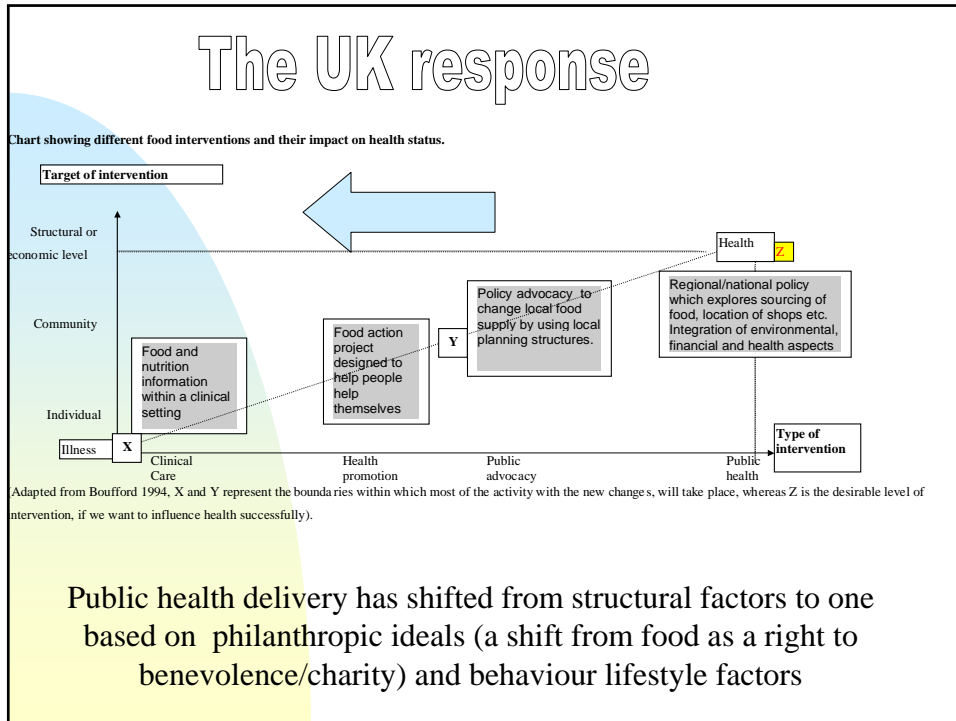 The UK response
Chart showing different food interventions and their impact on health status.
Target of intervention
Structural or
economic level
Community
Individual
Illness
X
Food and
nutrition
information
within a clinical
setting
Food action
project
designed to
help people
help
themselves
Y
Policy advocacy to
change local food
supply by using local
planning structures.
Health
Z
Regional/national policy
which explores sourcing of
food, location of shops etc.
Integration of environmental,
financial and health aspects
Type of
intervention
Clinical
Care
Health
promotion
Public
advocacy
Public
health
(Adapted from Boufford 1994, X and Y represent the boundaries within which most of the activity with the new changes, will take place, whereas Z is the desirable level of
intervention, if we want to influence health successfully).
Public health delivery has shifted from structural factors to one
based on philanthropic ideals (a shift from food as a right to
benevolence/charity) and behaviour lifestyle factors